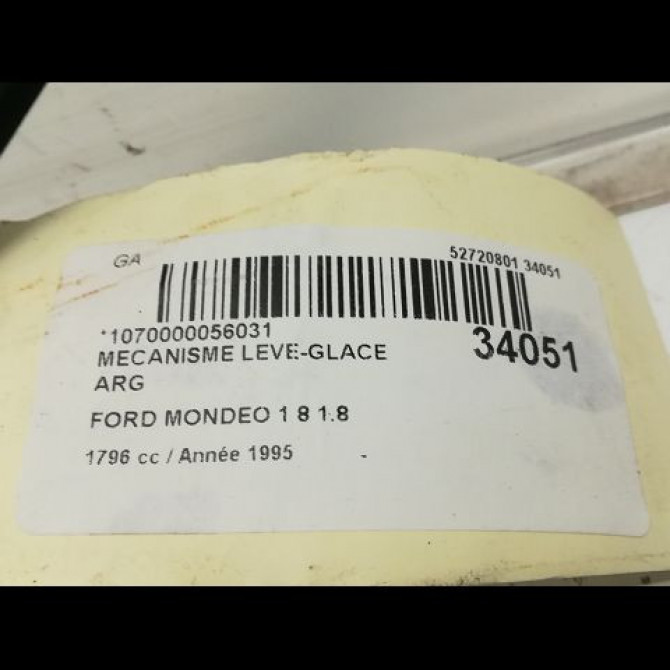 GA
52720801 34051
*1070000056031
34051
MECANISME LEVE-GLACE
ARG
FORD MONDEO 1 8 1.8
1796 cc / Année 1995 -